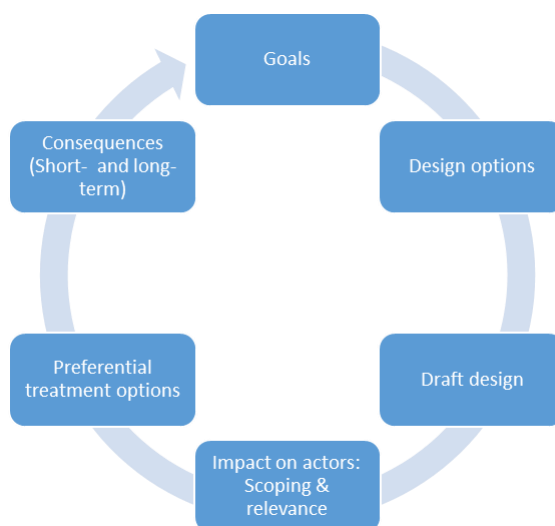 Goals
Design options
Draft design
Impact on actors:
Scoping &
relevance
Preferential
treatment options
Consequences
(Short- and long-
term)